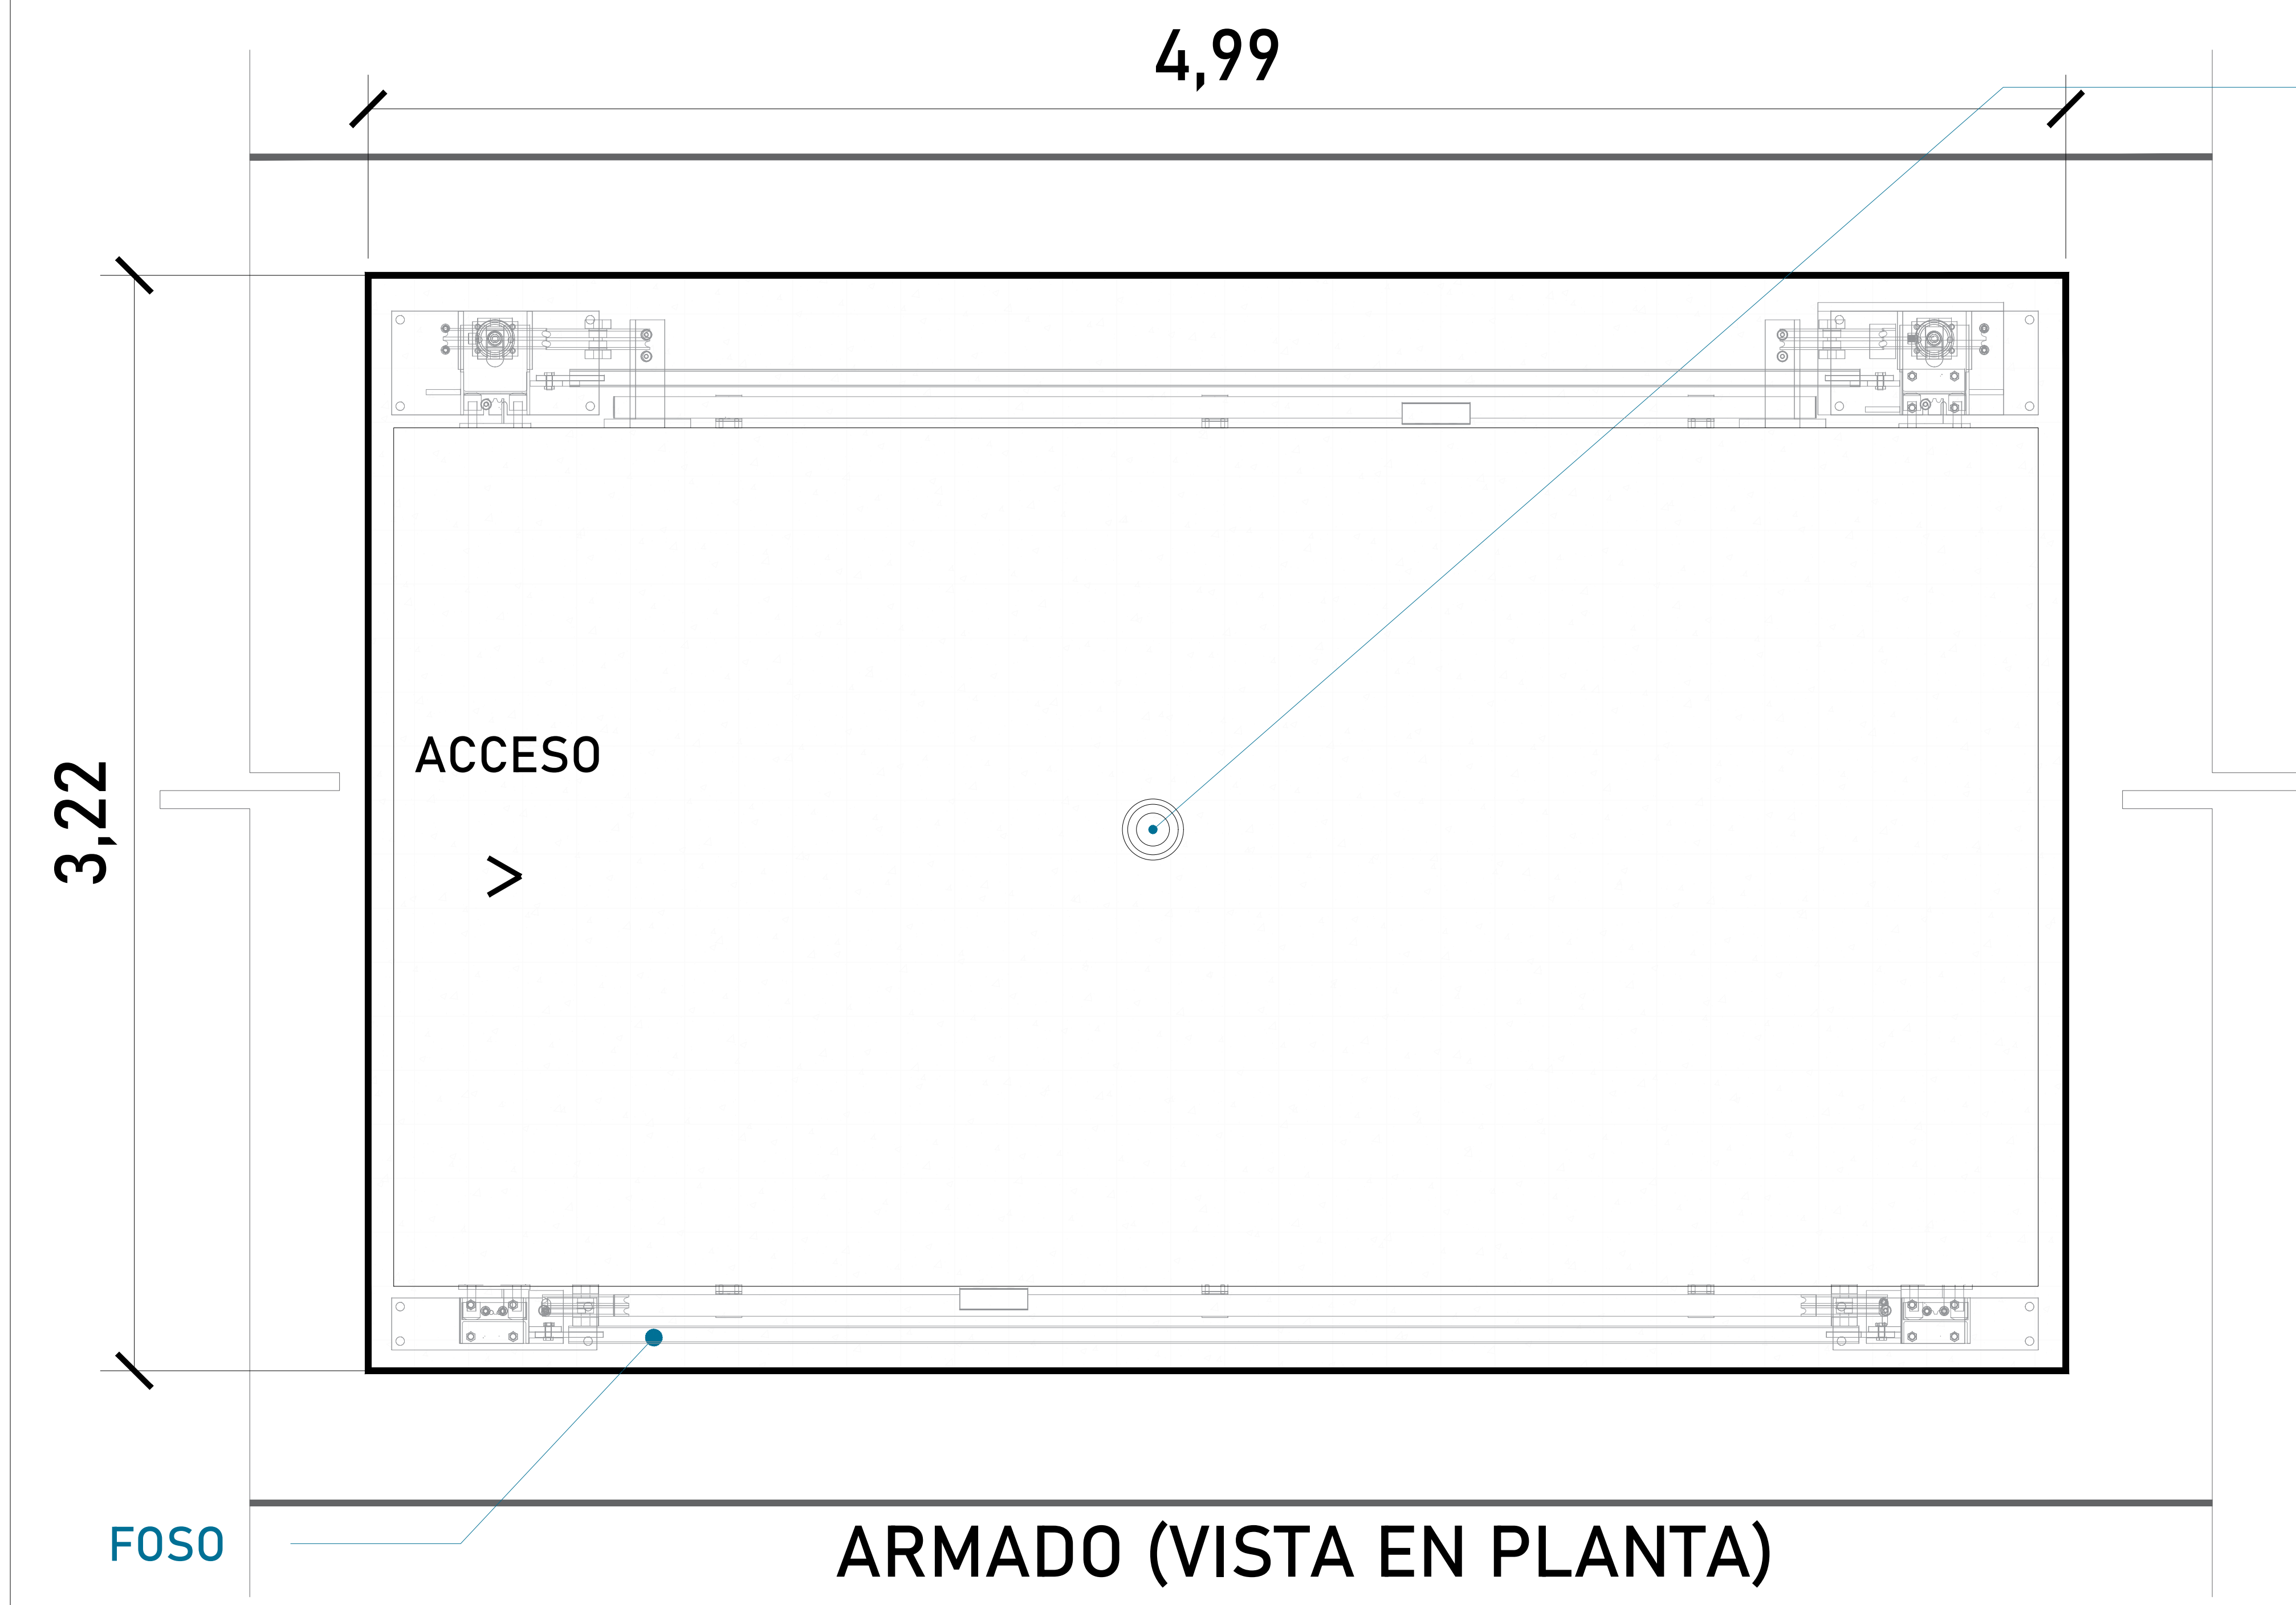 4,99
3,22
ACCESO
>
FOSO
ARMADO (VISTA EN PLANTA)